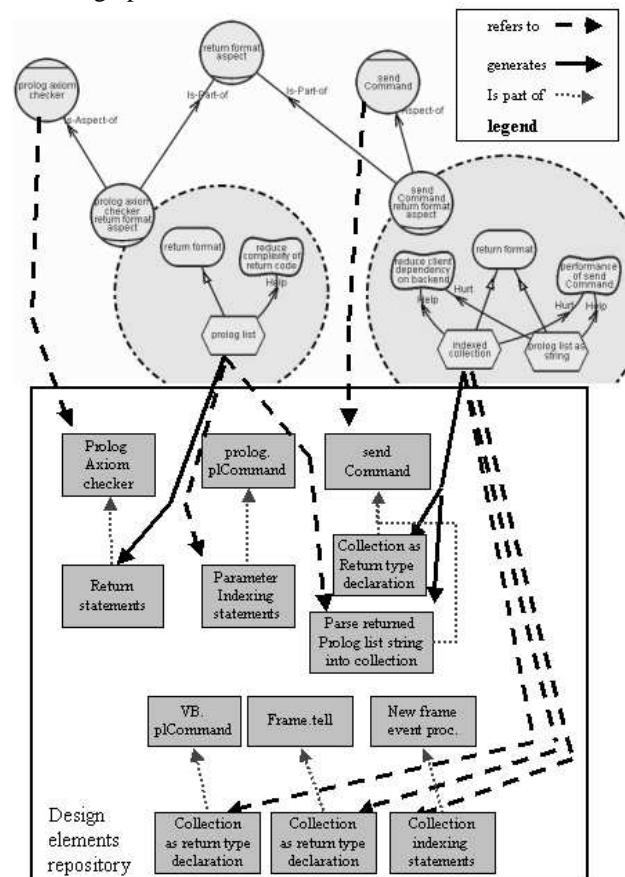 refers to
generates
Is part of
legend
return format
aspect
prolog axiom
checker
send
Command
Is-Aspect-of
Is-Part-of
Is-Part-of
Aspect-of
prolog axiom
checker
return format
aspect
send
Command
return format
aspect
return format
reduce
complexity of
return code
Help
prolog list
return format
reduce client
dependency
on backend
performance
of send
Command
Help
Hurt
Hurt
Help
indexed
collection
prolog list as
string
Prolog
Axiom
checker
prolog.
plCommand
send
Command
Return
statements
Parameter
Indexing
statements
Collection as
Return type
declaration
Parse returned
Prolog list string
into collection
VB.
plCommand
Frame.tell
New frame
event proc.
Design
elements
repository
Collection
as return type
declaration
Collection
as return type
declaration
Collection
indexing
statements